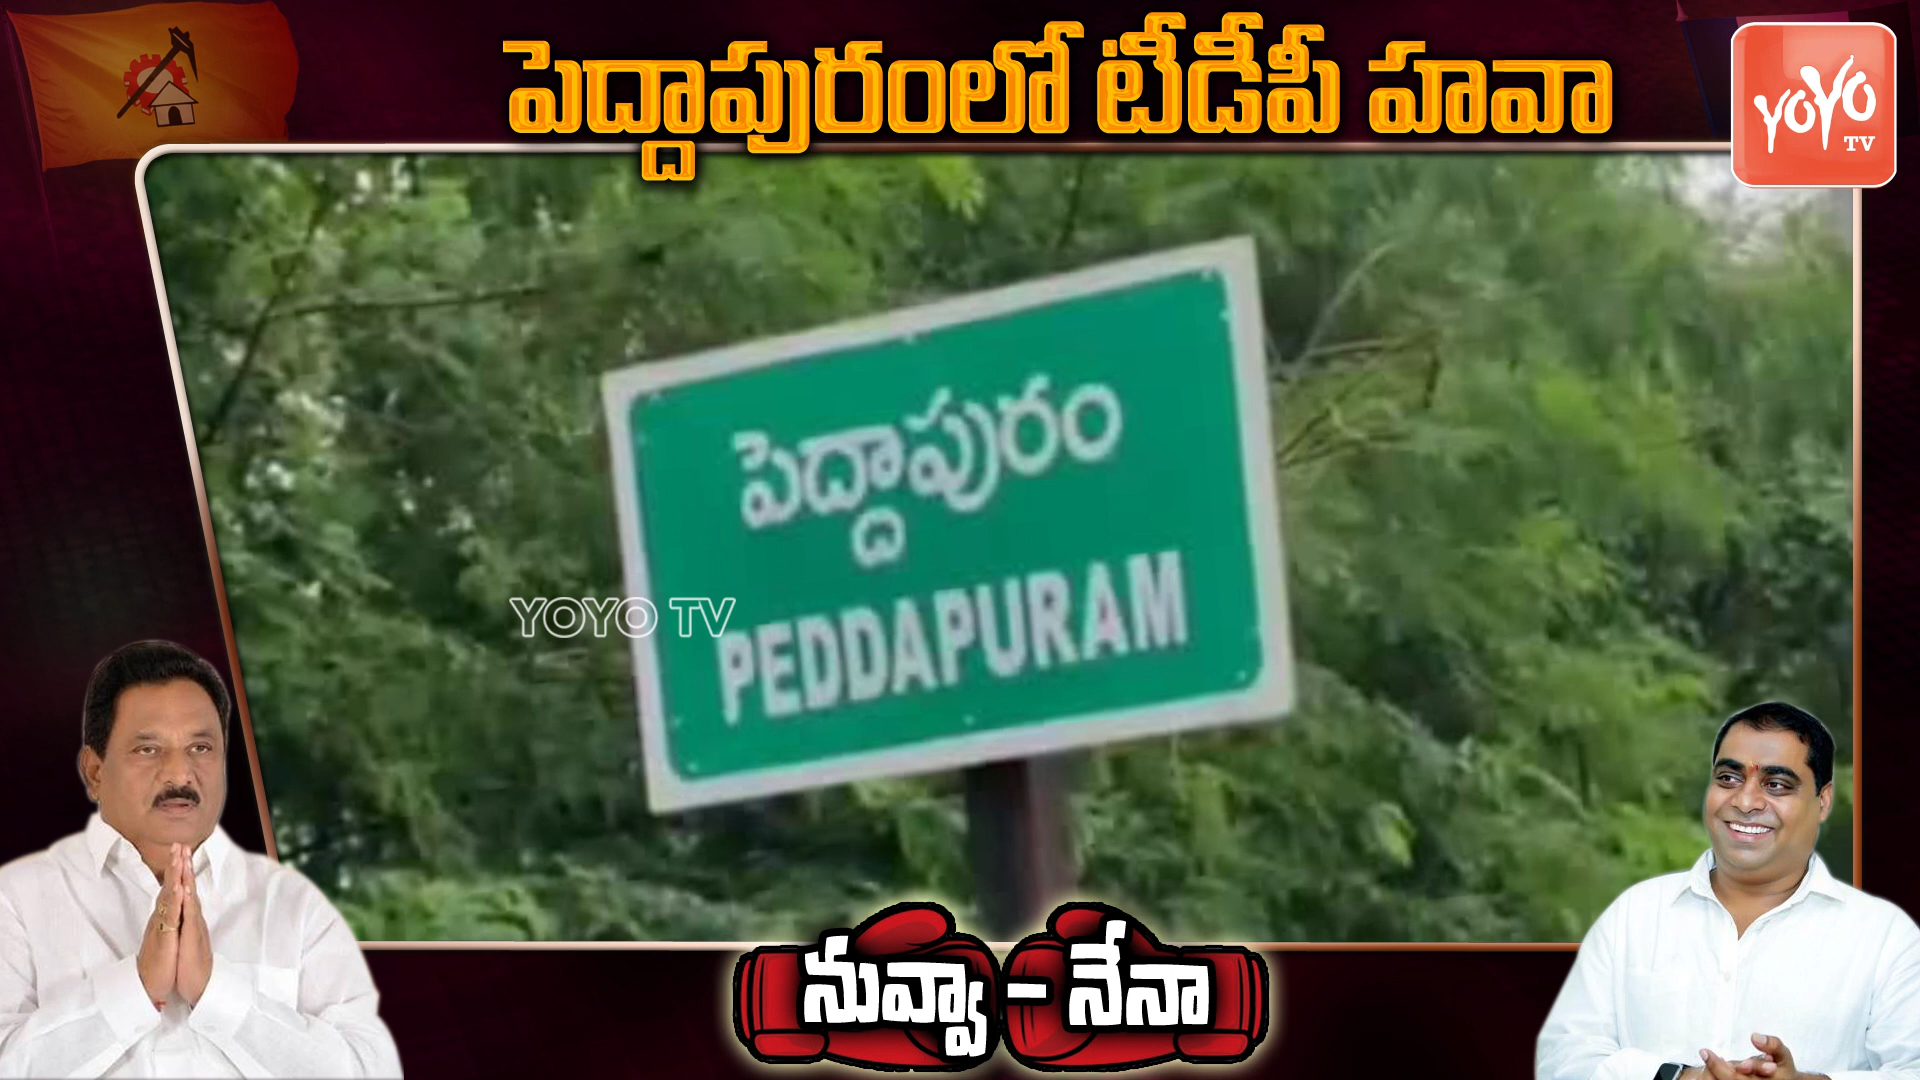 పెద్దాపురంలో టీడీపీ హవా
YOYO
TV
పెద్దాపురం
YOYO TV
PEDDAPURAM
నువ్వా - నేనా